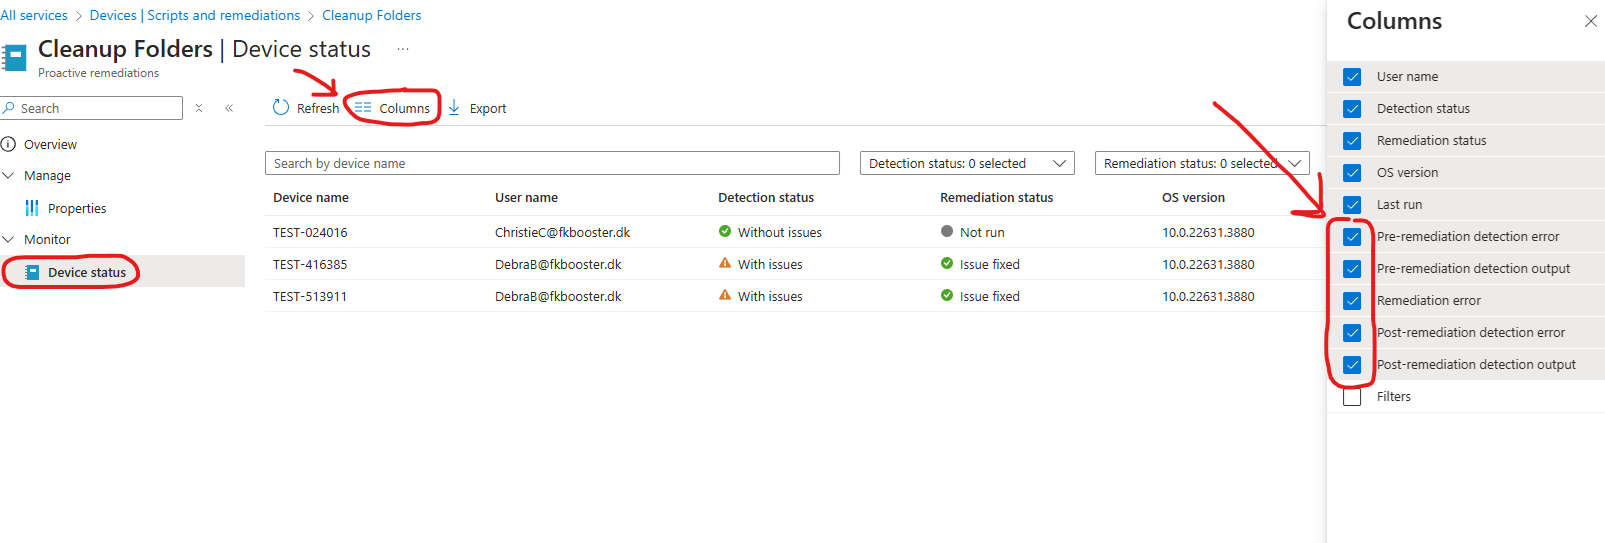 All services > Devices | Scripts and remediations > Cleanup Folders
Cleanup Folders | Device status ...
Proactive remediations
Search
Overview
Manage
Properties
Monitor
Device status
Refresh Columns Export
Search by device name Detection status: 0 selected Remediation status: 0 selected
Device name User name Detection status Remediation status OS version
TEST-024016 ChristieC@fkbooster.dk Without issues Not run 10.0.22631.3880
TEST-416385 DebraB@fkbooster.dk With issues Issue fixed 10.0.22631.3880
TEST-513911 DebraB@fkbooster.dk With issues Issue fixed 10.0.22631.3880
Columns
User name
Detection status
Remediation status
OS version
Last run
Pre-remediation detection error
Pre-remediation detection output
Remediation error
Post-remediation detection error
Post-remediation detection output
Filters